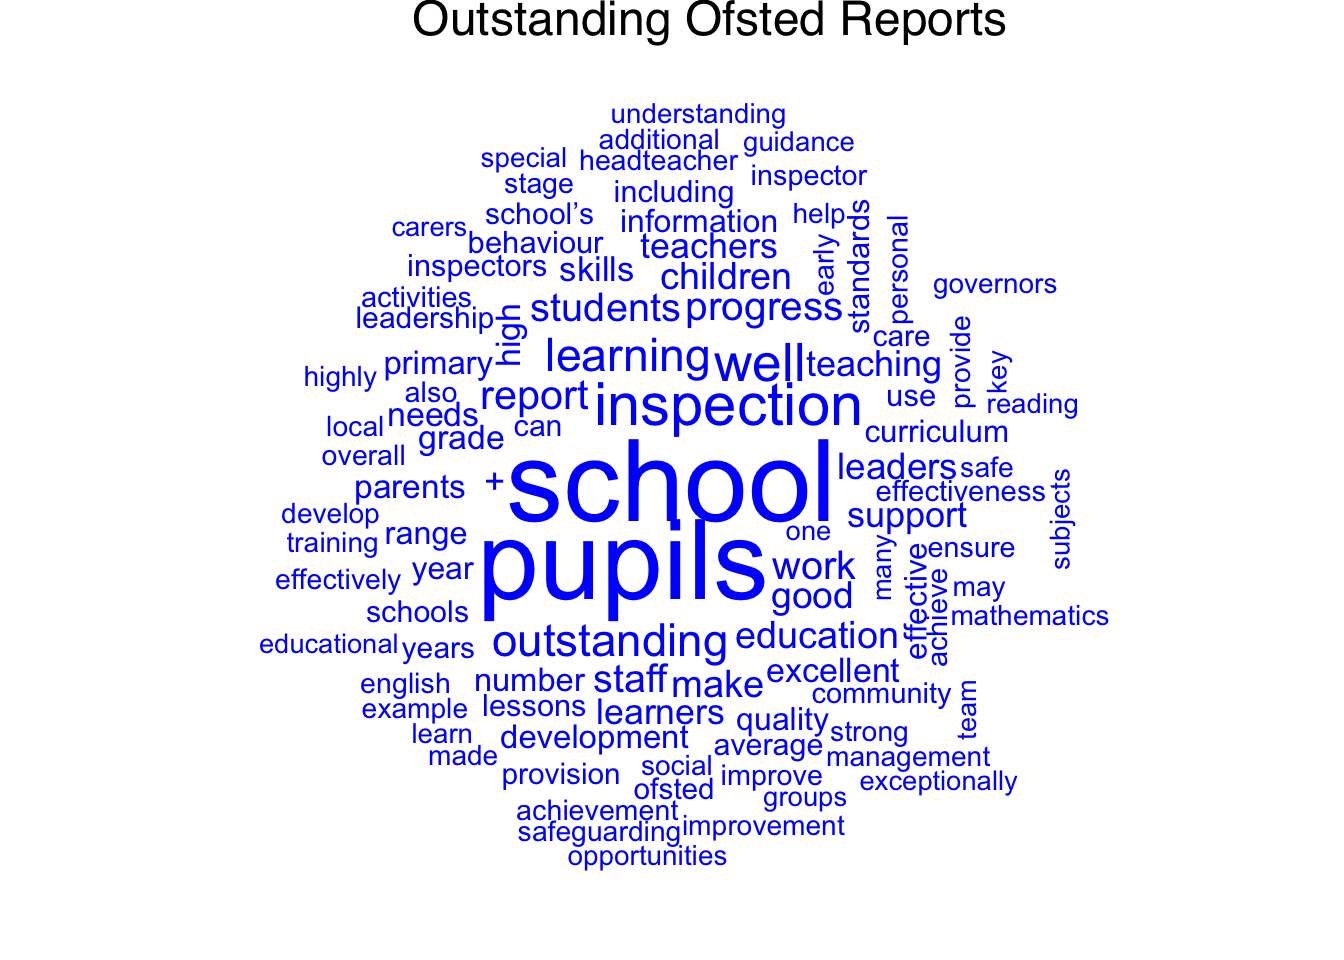 Outstanding Ofsted Reports
understanding
additional guidance
special headteacher inspector
stage including
school’s information help
carers behaviour teachers early standards personal
inspectors skills children governors
activities students progress
leadership high care provide key
primary learning well teaching
highly also report inspection use reading
needs local grade can curriculum
overall school leaders safe
parents + effectiveness subjects
develop range support
training pupils one many effective ensure
effectively year work achieve may
schools good mathematics
educational years outstanding education
english number staff make excellent community team
example lessons learners quality strong
learn development average management
made provision social improve exceptionally
ofsted groups
achievement
safeguarding improvement
opportunities